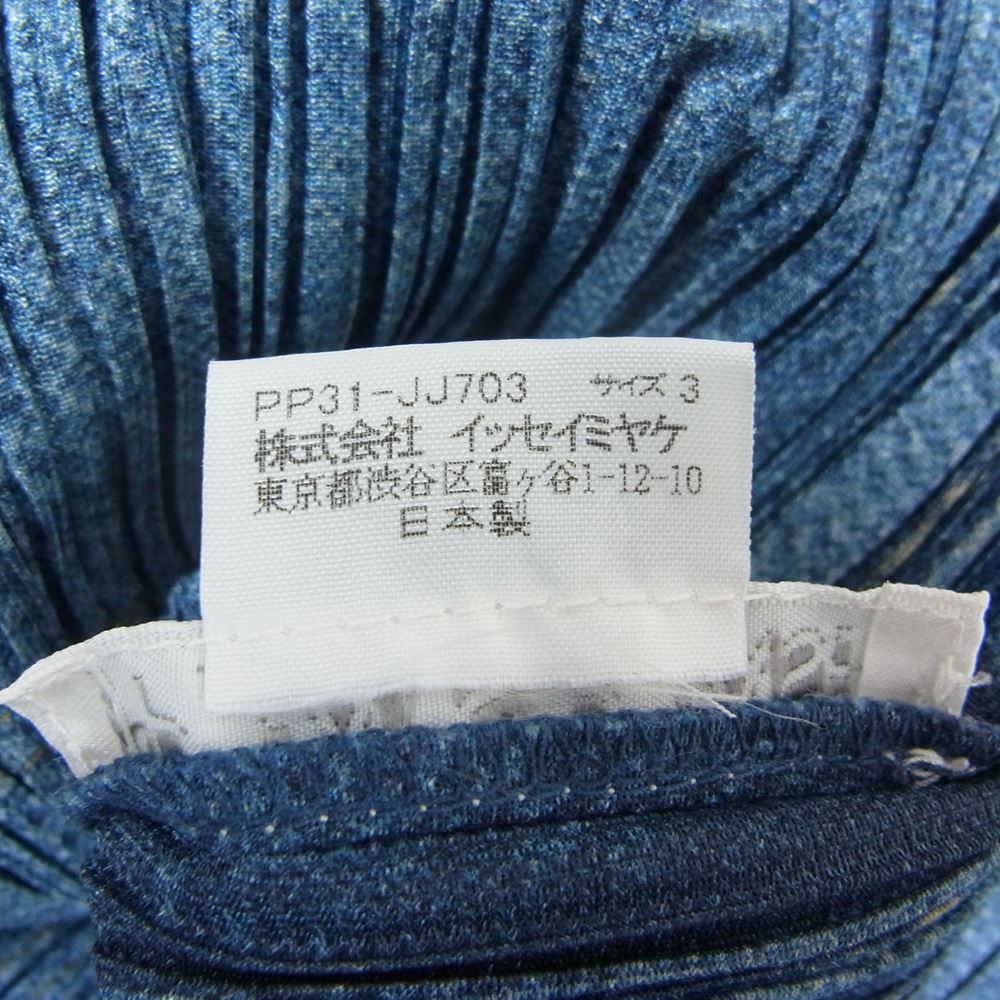 PP31-JJ703 サイズ 3
株式会社 イッセイミヤケ
東京都渋谷区富ヶ谷1-12-10
日本製